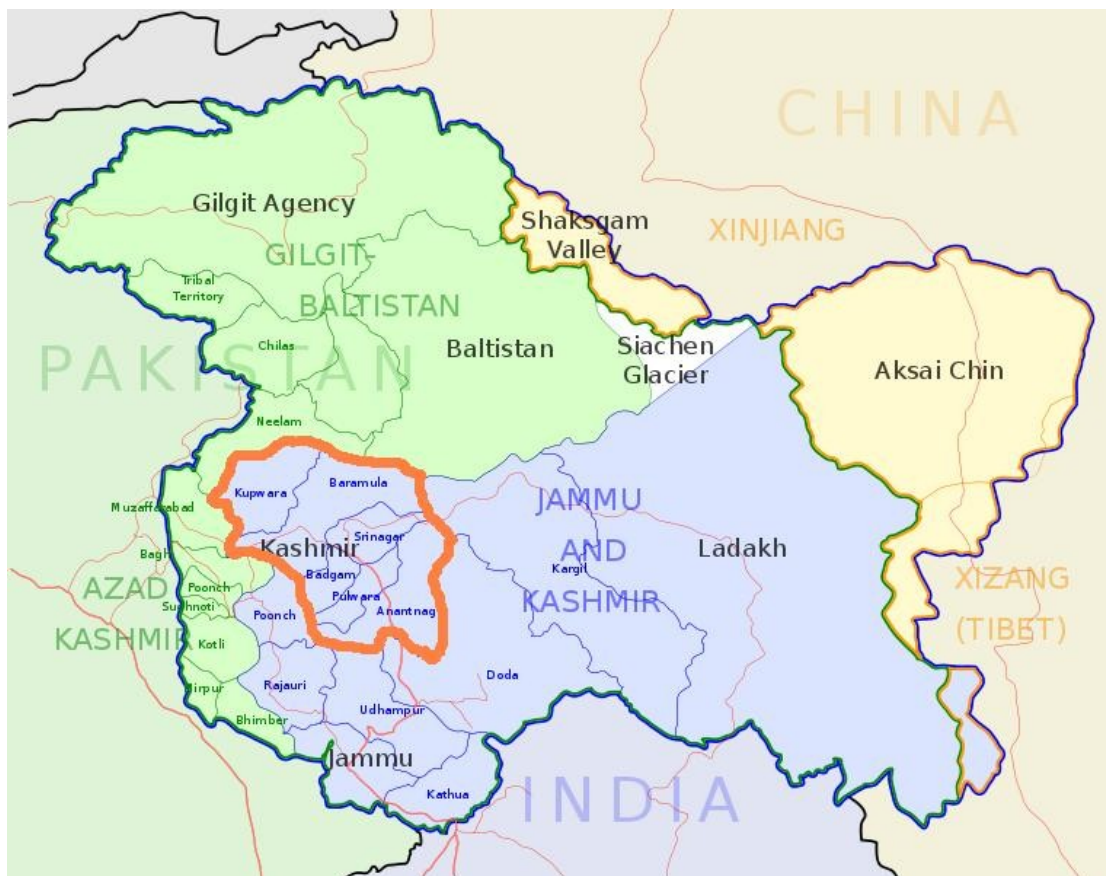 CHINA
Gilgit Agency
Shaksgam
Valley
XINJIANG
GILGIT-
Tribal
Territory
BALTISTAN
Chilas
Baltistan
Siachen
Glacier
PAKISTAN
Aksai Chin
Neelam
Kupwara
Baramula
Muzaffarabad
JAMMU
Srinagar
Kashmir
AND
Ladakh
Bagh
Badgam
Kargil
XIZANG
AZAD
Poonch
Pulwara
KASHMIR
Sudhnoti
Poonch
Anantnag
(TIBET)
KASHMIR
Kotli
Doda
Mirpur
Rajauri
Udhampur
Bhimber
Jammu
Kathua
INDIA